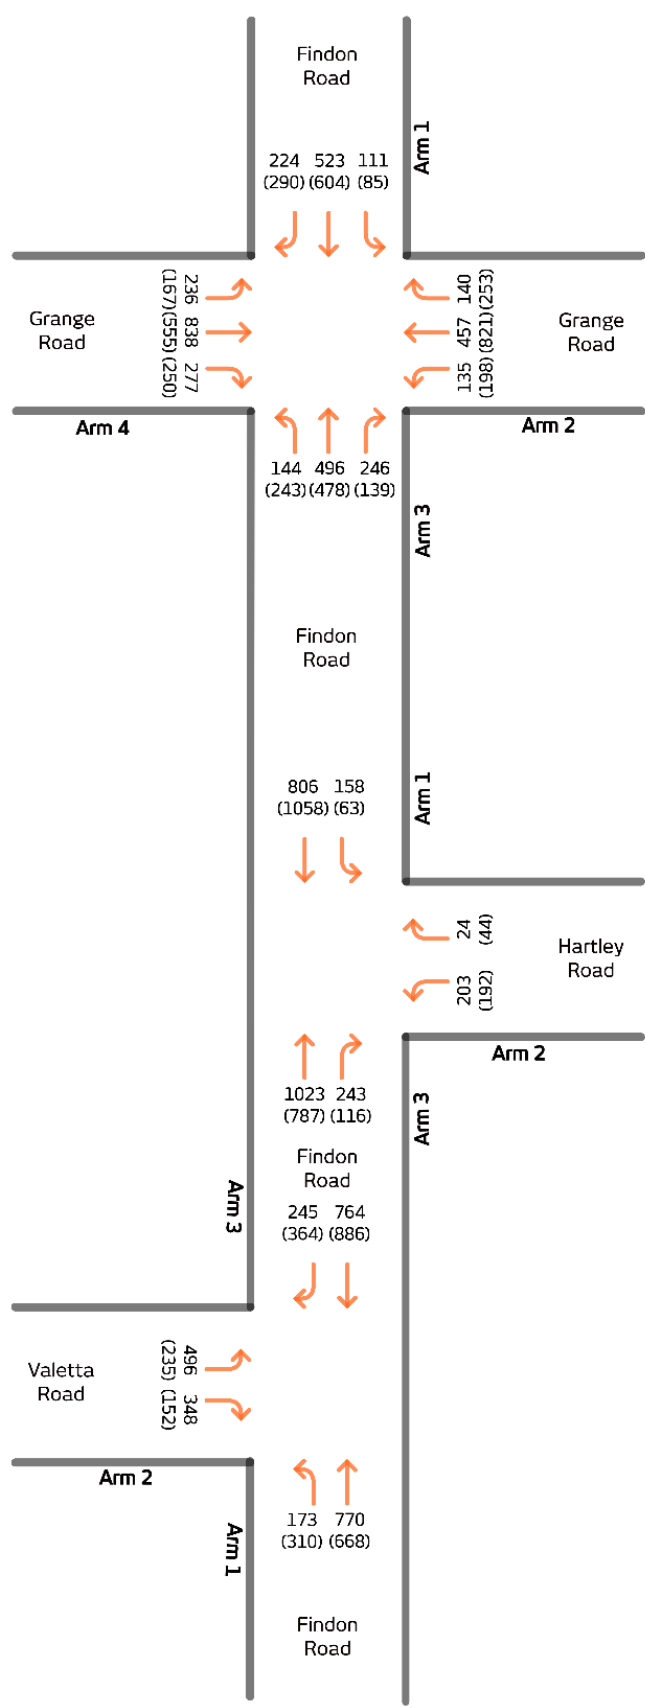 Findon
Road
Arm 1
224 523 111
(290) (604) (85)
236
(167)
838
(555)
277
(250)
140
(253)
457
(821)
135
(198)
Grange
Road
Grange
Road
Arm 4
Arm 2
144 496 246
(243) (478) (139)
Arm 3
Findon
Road
Arm 1
806 158
(1058) (63)
24
(44)
203
(192)
Hartley
Road
Arm 2
1023 243
(787) (116)
Arm 3
Findon
Road
Arm 3
245 764
(364) (886)
496
(235)
348
(152)
Valetta
Road
Arm 2
173 770
(310) (668)
Arm 1
Findon
Road